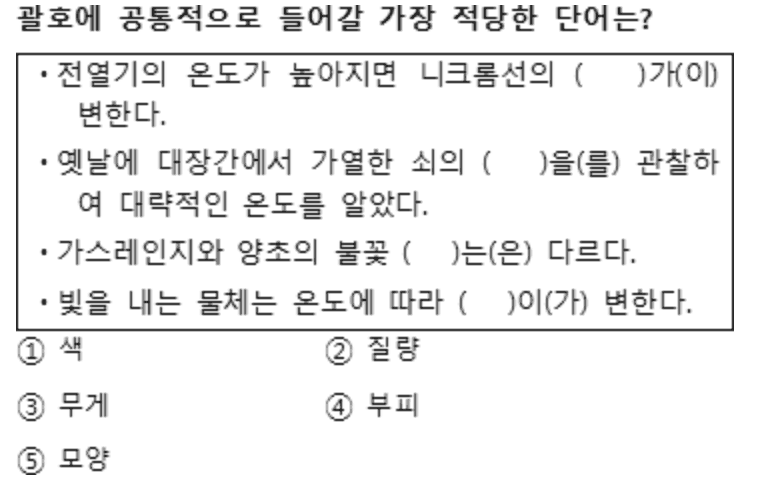 괄호에 공통적으로 들어갈 가장 적당한 단어는?
• 전열기의 온도가 높아지면 니크롬선의 (    )가(이)
변한다.
• 옛날에 대장간에서 가열한 쇠의 (    )을(를) 관찰하
여 대략적인 온도를 알았다.
• 가스레인지와 양초의 불꽃 (    )는(은) 다르다.
• 빛을 내는 물체는 온도에 따라 (    )이(가) 변한다.
① 색 ② 질량
③ 무게 ④ 부피
⑤ 모양